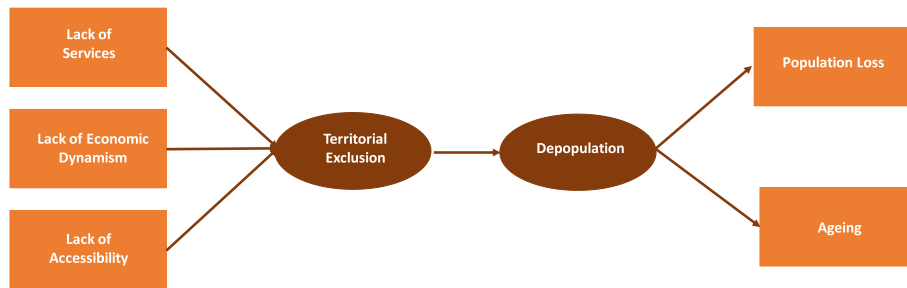 Lack of
Services
Lack of Economic
Dynamism
Lack of
Accessibility
Territorial
Exclusion
Depopulation
Population Loss
Ageing